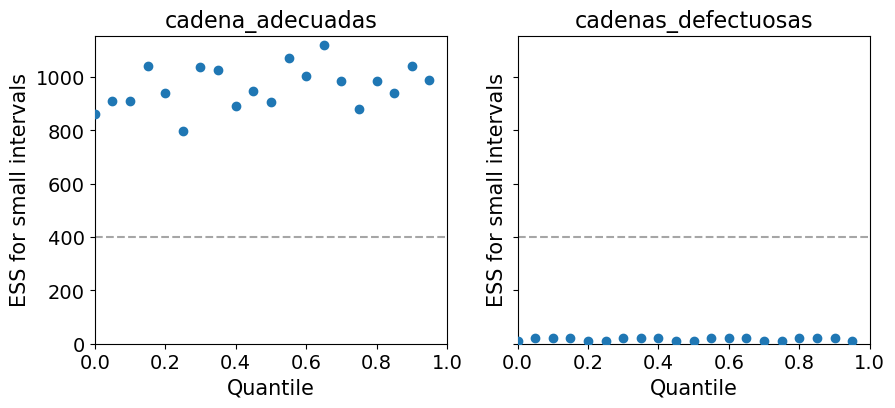 cadena_adecuadas
ESS for small intervals
1000
800
600
400
200
0
0.0 0.2 0.4 0.6 0.8 1.0
Quantile
cadenas_defectuosas
ESS for small intervals
0.0 0.2 0.4 0.6 0.8 1.0
Quantile